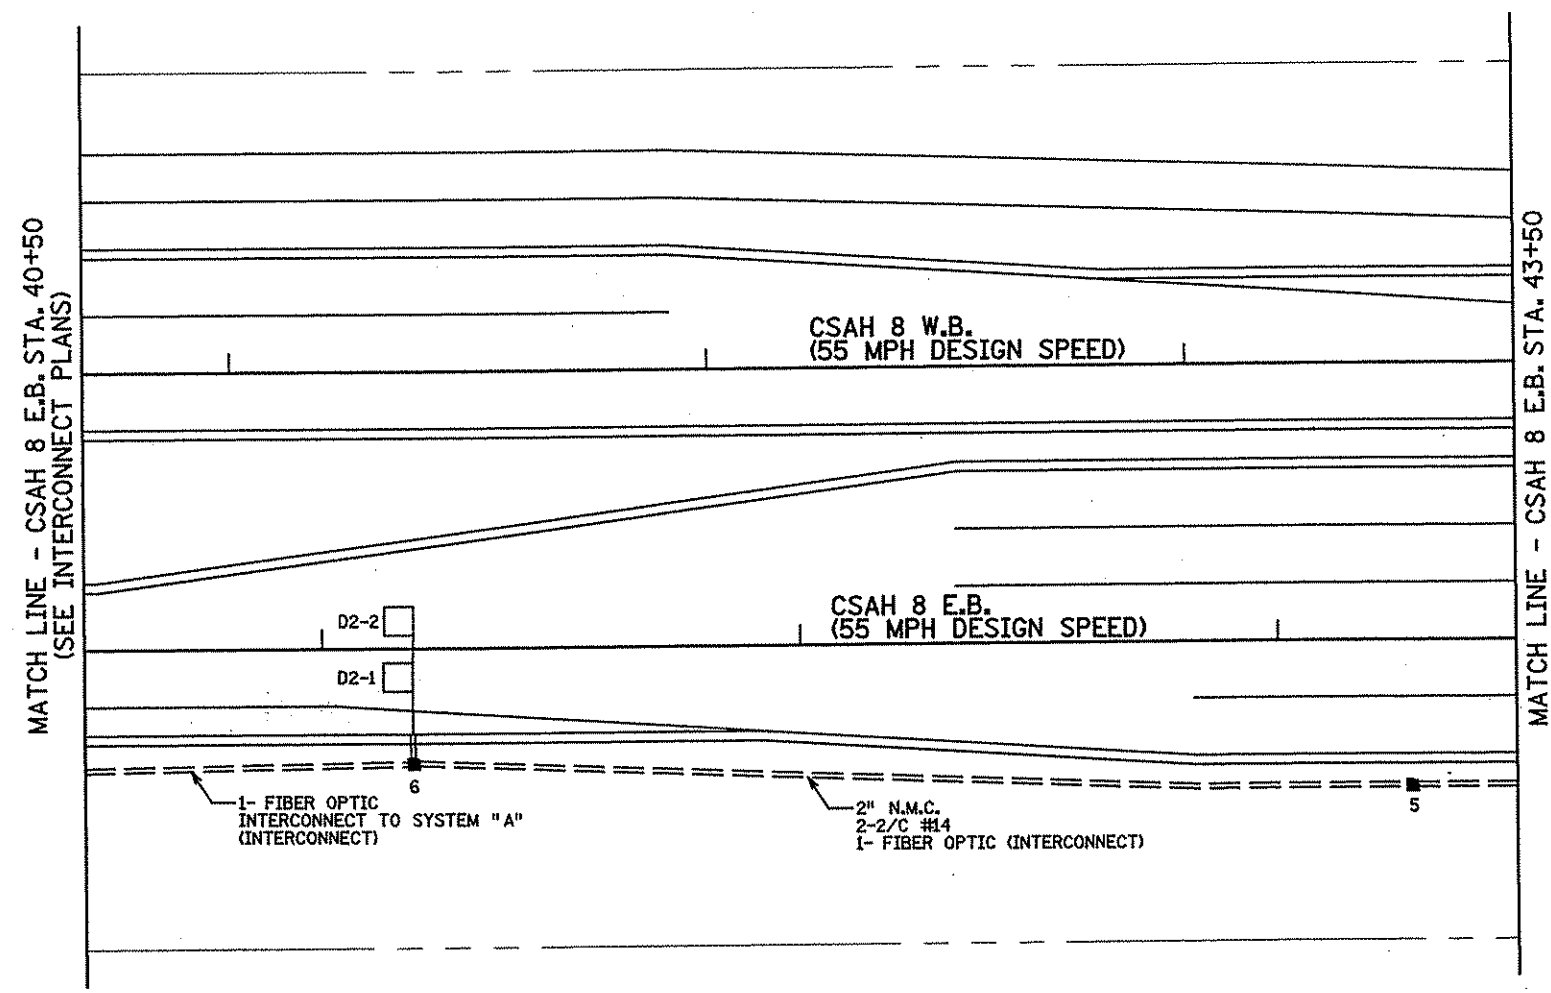 MATCH LINE - CSAH 8 E.B. STA. 40+50
(SEE INTERCONNECT PLANS)
CSAH 8 W.B.
(55 MPH DESIGN SPEED)
CSAH 8 E.B.
(55 MPH DESIGN SPEED)
D2-2
D2-1
6
1- FIBER OPTIC
INTERCONNECT TO SYSTEM "A"
(INTERCONNECT)
2" N.M.C.
2-2/C #14
1- FIBER OPTIC (INTERCONNECT)
5
MATCH LINE - CSAH 8 E.B. STA. 43+50